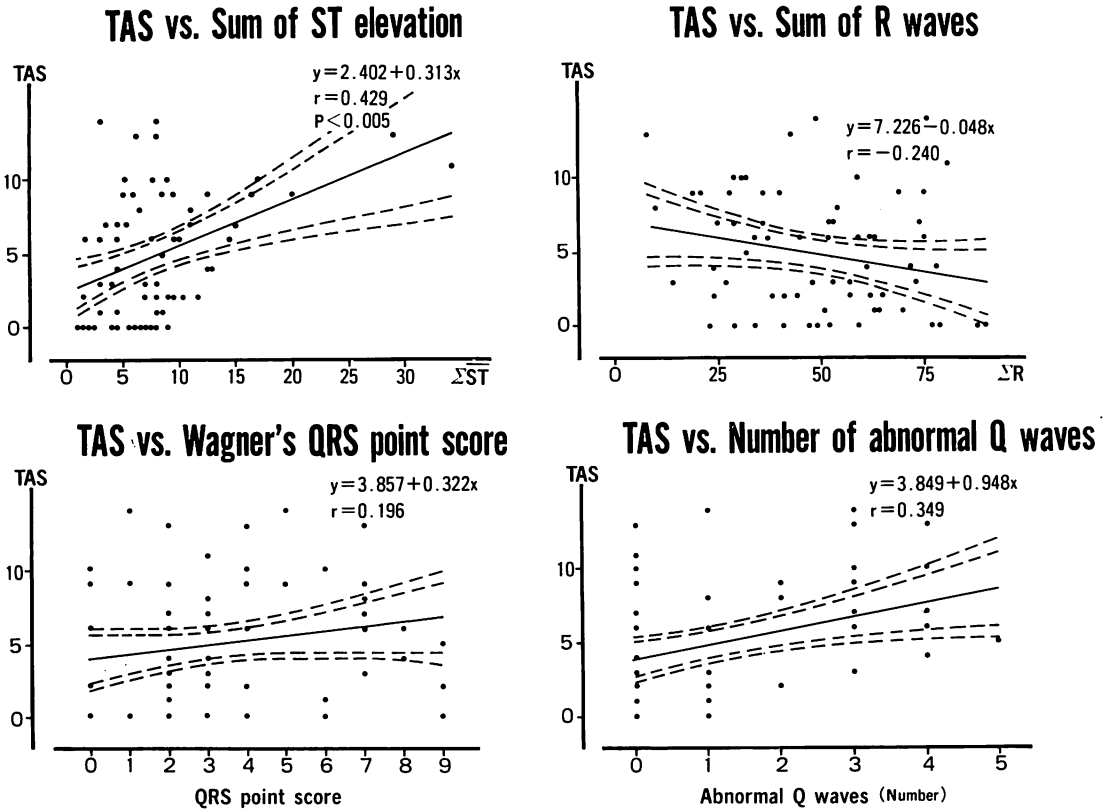 TAS vs. Sum of ST elevation
TAS
y=2.402+0.313x
r=0.429
P<0.005
10
5
0
0 5 10 15 20 25 30 ΣST
TAS vs. Sum of R waves
TAS
y=7.226-0.048x
r=-0.240
10
5
0
0 25 50 75 ΣR
TAS vs. Wagner's QRS point score
TAS
y=3.857+0.322x
r=0.196
10
5
0
0 1 2 3 4 5 6 7 8 9
QRS point score
TAS vs. Number of abnormal Q waves
TAS
y=3.849+0.948x
r=0.349
10
5
0
0 1 2 3 4 5
Abnormal Q waves (Number)